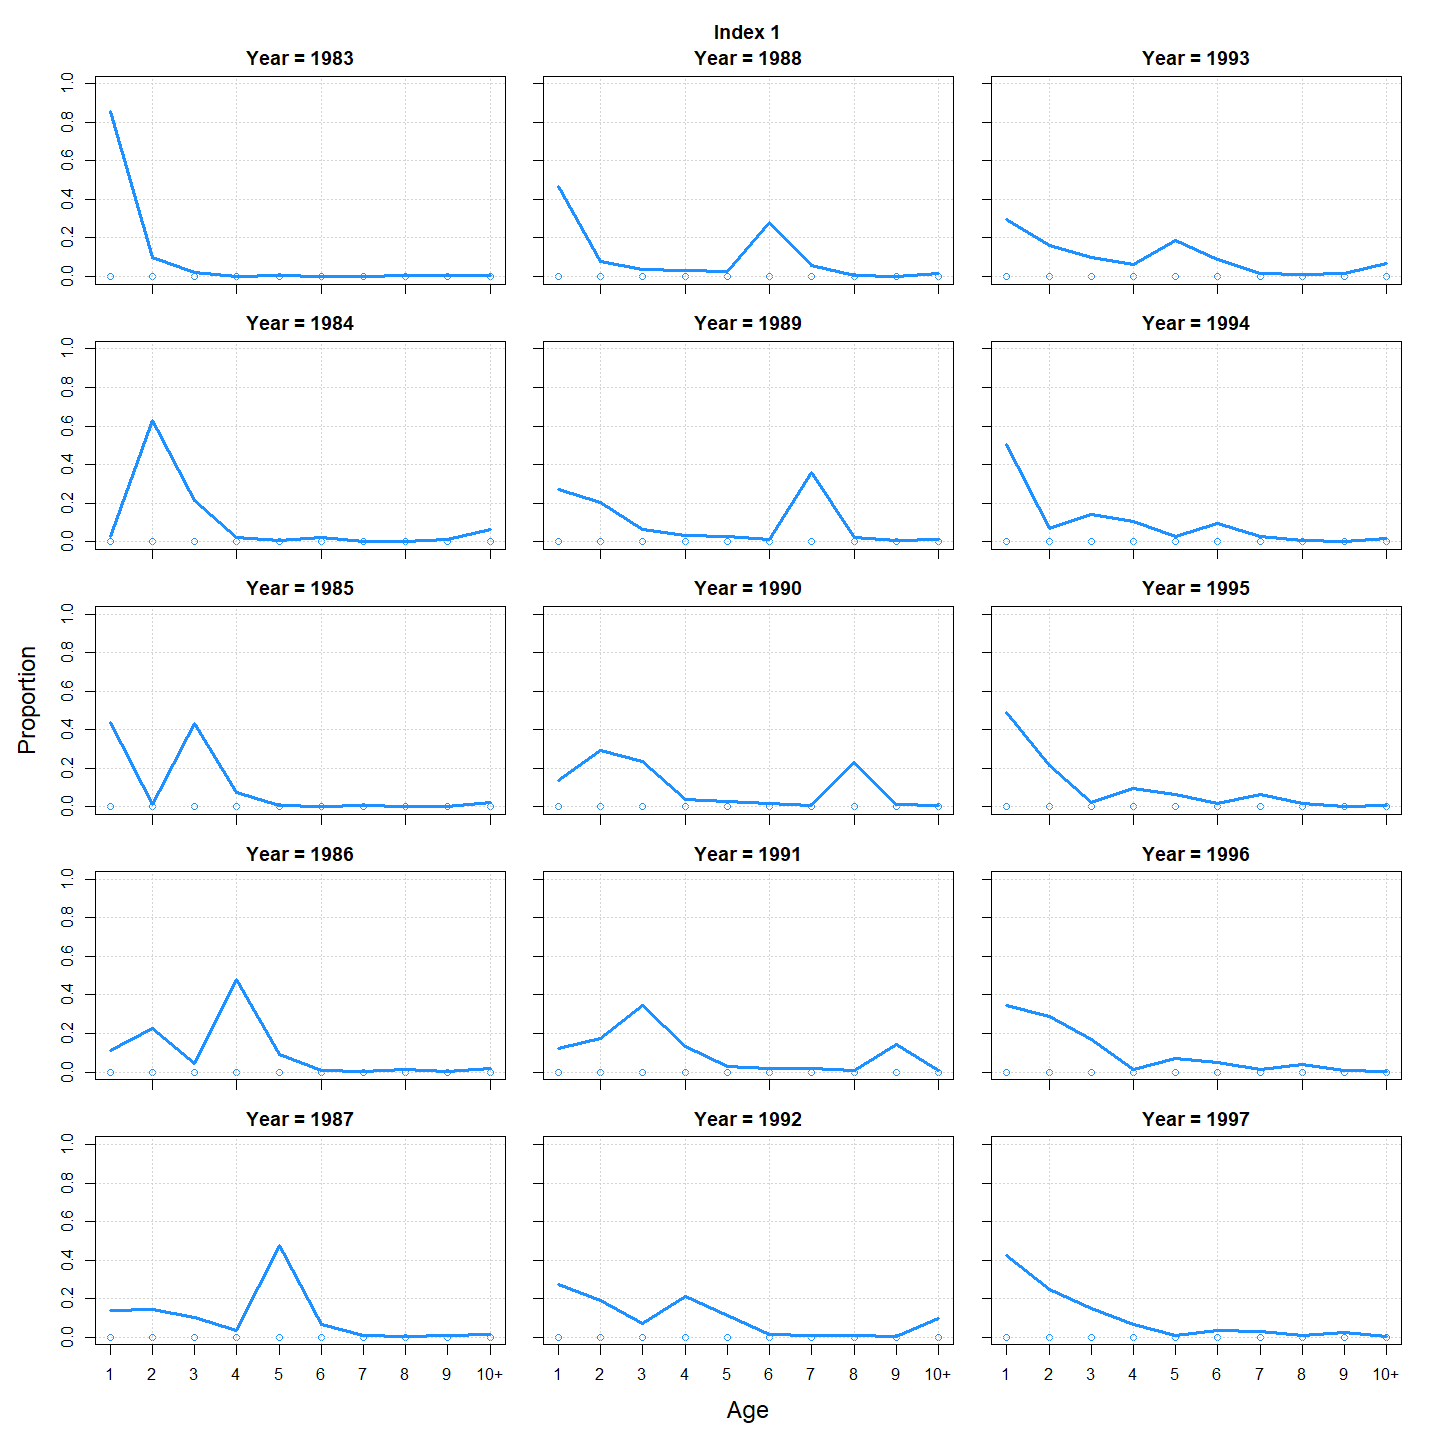 Index 1
Year = 1983
Year = 1988
Year = 1993
0.0 0.2 0.4 0.6 0.8 1.0
Year = 1984
Year = 1989
Year = 1994
0.0 0.2 0.4 0.6 0.8 1.0
Year = 1985
Year = 1990
Year = 1995
0.0 0.2 0.4 0.6 0.8 1.0
Proportion
Year = 1986
Year = 1991
Year = 1996
0.0 0.2 0.4 0.6 0.8 1.0
Year = 1987
Year = 1992
Year = 1997
0.0 0.2 0.4 0.6 0.8 1.0
1 2 3 4 5 6 7 8 9 10+
1 2 3 4 5 6 7 8 9 10+
1 2 3 4 5 6 7 8 9 10+
Age